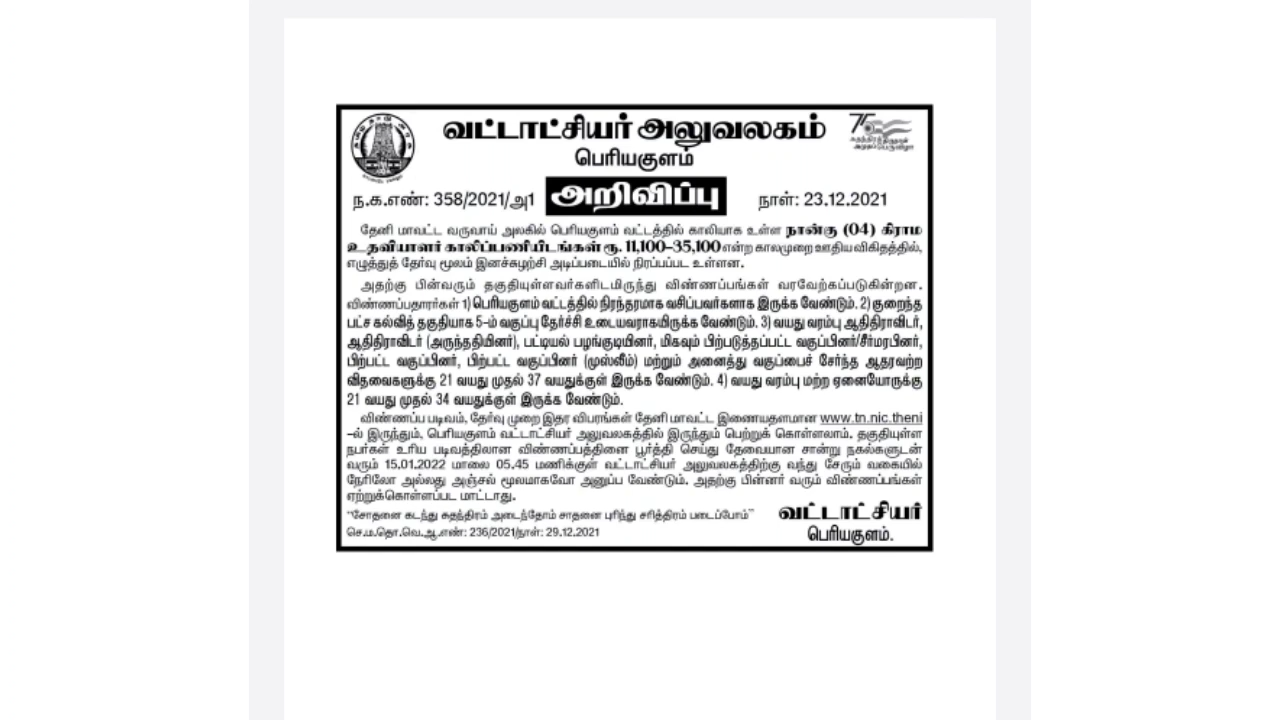 வட்டாட்சியர் அலுவலகம்
பெரியகுளம்
ந.க.எண்: 358/2021/அ1 அறிவிப்பு நாள்: 23.12.2021
தேனி மாவட்ட வருவாய் அலகில் பெரியகுளம் வட்டத்தில் காலியாக உள்ள நான்கு (04) கிராம
உதவியாளர் காலிப்பணியிடங்கள் ரூ. 11,100-35,100 என்ற காலமுறை ஊதிய விகிதத்தில்,
எழுத்துத் தேர்வு மூலம் இனச்சுழற்சி அடிப்படையில் நிரப்பப்பட உள்ளன.
அதற்கு பின்வரும் தகுதியுள்ளவர்களிடமிருந்து விண்ணப்பங்கள் வரவேற்கப்படுகின்றன.
விண்ணப்பதாரர்கள் 1) பெரியகுளம் வட்டத்தில் நிரந்தரமாக வசிப்பவர்களாக இருக்க வேண்டும். 2) குறைந்த
பட்ச கல்வித் தகுதியாக 5-ம் வகுப்பு தேர்ச்சி உடையவராகயிருக்க வேண்டும். 3) வயது வரம்பு ஆதிதிராவிடர்,
ஆதிதிராவிடர் (அருந்ததியினர்), பட்டியல் பழங்குடியினர், மிகவும் பிற்படுத்தப்பட்ட வகுப்பினர்/சீர்மரபினர்,
பிற்பட்ட வகுப்பினர், பிற்பட்ட வகுப்பினர் (முஸ்லீம்) மற்றும் அனைத்து வகுப்பைச் சேர்ந்த ஆதரவற்ற
விதவைகளுக்கு 21 வயது முதல் 37 வயதுக்குள் இருக்க வேண்டும். 4) வயது வரம்பு மற்ற ஏனையோருக்கு
21 வயது முதல் 34 வயதுக்குள் இருக்க வேண்டும்.
விண்ணப்ப படிவம், தேர்வு முறை இதர விபரங்கள் தேனி மாவட்ட இணையதளமான www.tn.nic.theni
-ல் இருந்தும், பெரியகுளம் வட்டாட்சியர் அலுவலகத்தில் இருந்தும் பெற்றுக் கொள்ளலாம். தகுதியுள்ள
நபர்கள் உரிய படிவத்திலான விண்ணப்பத்தினை பூர்த்தி செய்து தேவையான சான்று நகல்களுடன்
வரும் 15.01.2022 மாலை 05.45 மணிக்குள் வட்டாட்சியர் அலுவலகத்திற்கு வந்து சேரும் வகையில்
நேரிலோ அல்லது அஞ்சல் மூலமாகவோ அனுப்ப வேண்டும். அதற்கு பின்னர் வரும் விண்ணப்பங்கள்
ஏற்றுக்கொள்ளப்பட மாட்டாது.
"சோதனை கடந்து சுதந்திரம் அடைந்தோம் சாதனை புரிந்து சரித்திரம் படைப்போம்" வட்டாட்சியர்
செ.ம.தொ.வெ.ஆ.எண்: 236/2021/நாள்: 29.12.2021 பெரியகுளம்.